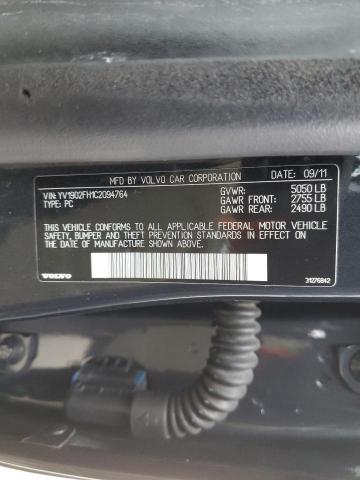 MFD BY VOLVO CAR CORPORATION DATE: 09/11
VIN: YV1902FH1C2094764 GVWR: 5050 LB
TYPE: PC GAWR FRONT: 2755 LB
GAWR REAR: 2490 LB
THIS VEHICLE CONFORMS TO ALL APPLICABLE FEDERAL MOTOR VEHICLE
SAFETY, BUMPER, AND THEFT PREVENTION STANDARDS IN EFFECT ON THE
DATE OF MANUFACTURE SHOWN ABOVE.
VOLVO 31276842